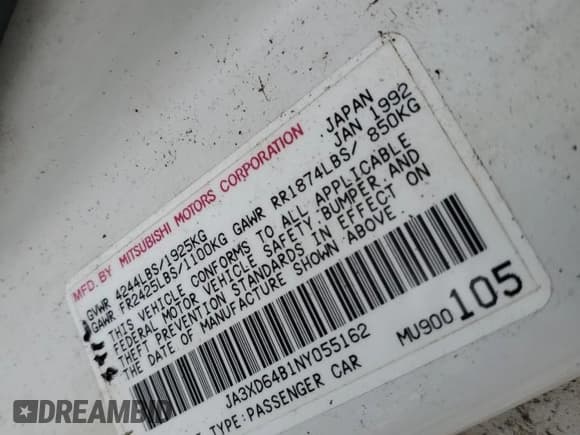 MFD. BY MITSUBISHI MOTORS CORPORATION JAPAN
JAN 1992
GVWR 4244LBS/1925KG
GAWR FR2425LBS/1100KG GAWR RR1874LBS/ 850KG
THIS VEHICLE CONFORMS TO ALL APPLICABLE
FEDERAL MOTOR VEHICLE SAFETY,BUMPER,AND
THEFT PREVENTION STANDARDS IN EFFECT ON
THE DATE OF MANUFACTURE SHOWN ABOVE.
JA3XD64B1NY055162
TYPE:PASSENGER CAR
MU900105
DREAMBID